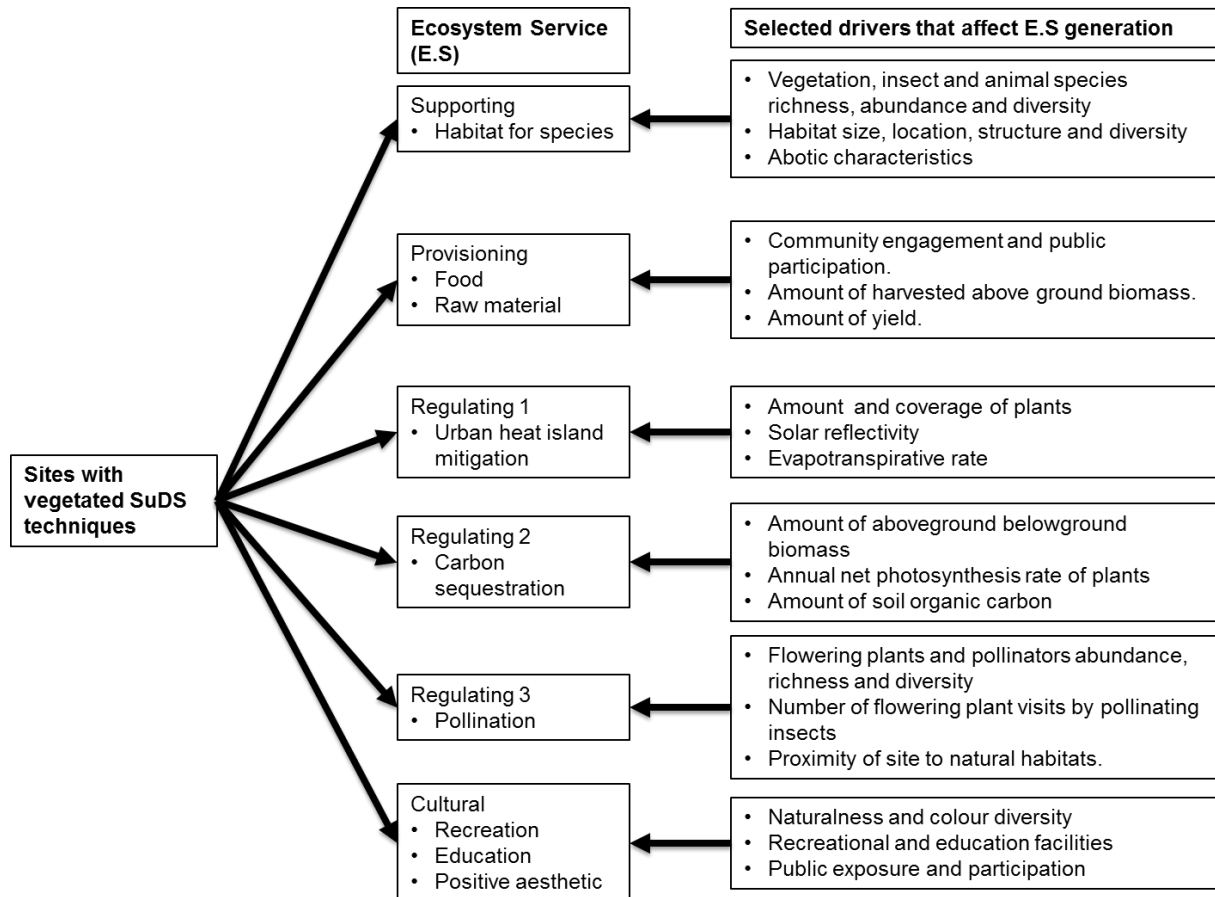 Ecosystem Service
(E.S)
Selected drivers that affect E.S generation
Supporting
• Habitat for species
• Vegetation, insect and animal species
richness, abundance and diversity
• Habitat size, location, structure and diversity
• Abotic characteristics
Provisioning
• Food
• Raw material
• Community engagement and public
participation.
• Amount of harvested above ground biomass.
• Amount of yield.
Regulating 1
• Urban heat island
mitigation
• Amount and coverage of plants
• Solar reflectivity
• Evapotranspirative rate
Sites with
vegetated SuDS
techniques
Regulating 2
• Carbon
sequestration
• Amount of aboveground belowground
biomass
• Annual net photosynthesis rate of plants
• Amount of soil organic carbon
Regulating 3
• Pollination
• Flowering plants and pollinators abundance,
richness and diversity
• Number of flowering plant visits by pollinating
insects
• Proximity of site to natural habitats.
Cultural
• Recreation
• Education
• Positive aesthetic
• Naturalness and colour diversity
• Recreational and education facilities
• Public exposure and participation